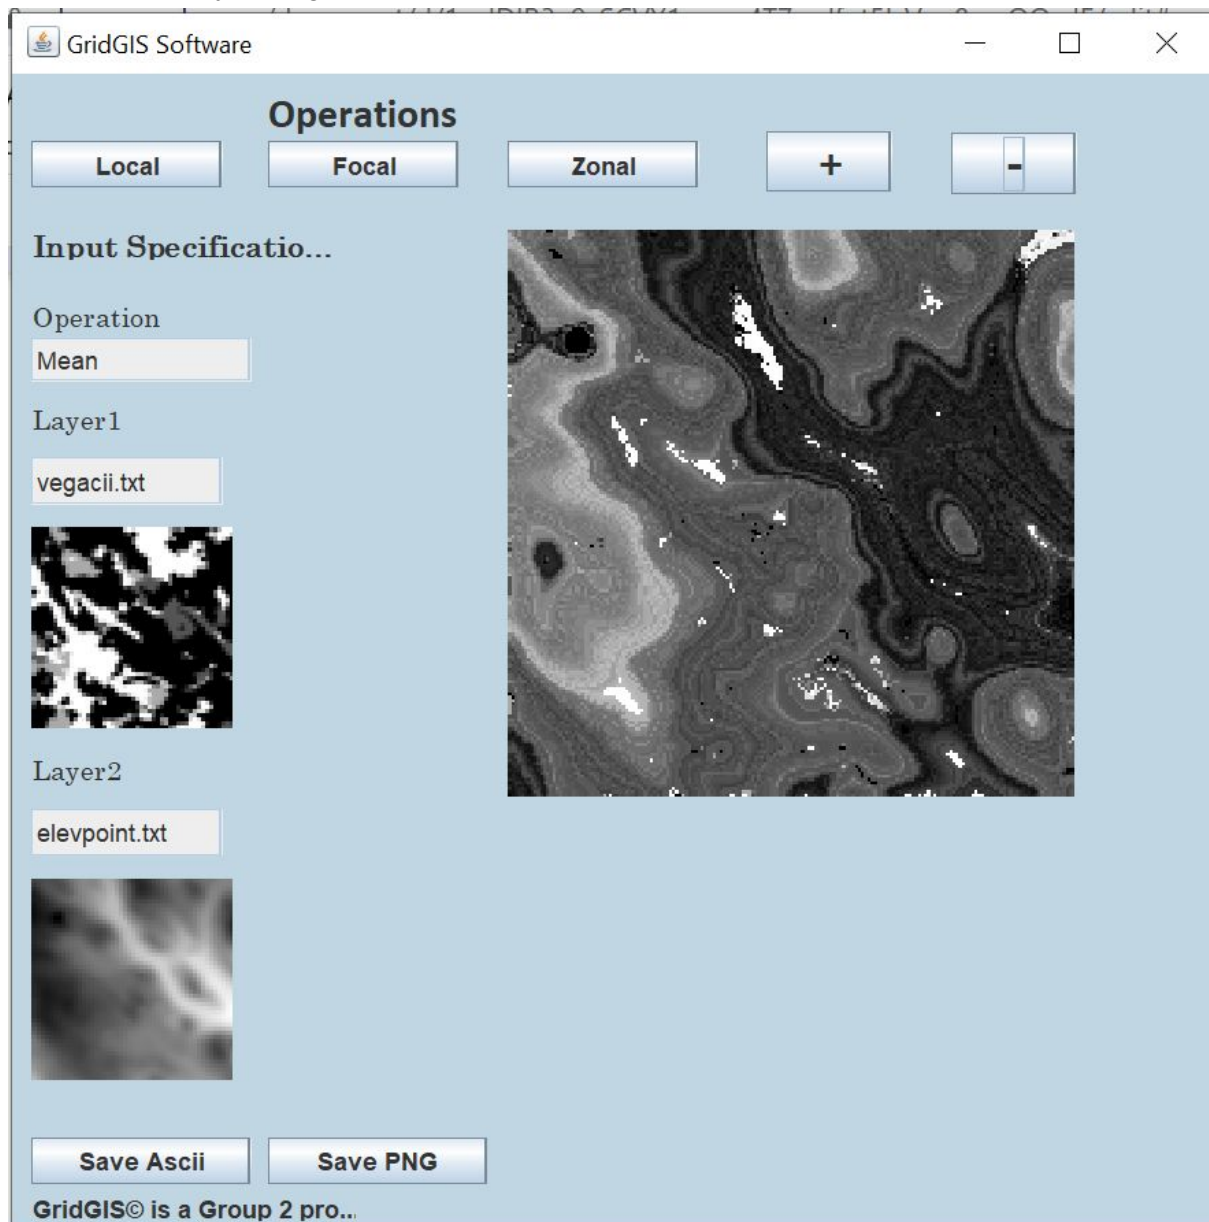 GridGIS Software
Operations
Local Focal Zonal + -
Input Specificatio...
Operation
Mean
Layer1
vegacii.txt
Layer2
elevpoint.txt
Save Ascii Save PNG
GridGIS© is a Group 2 pro...